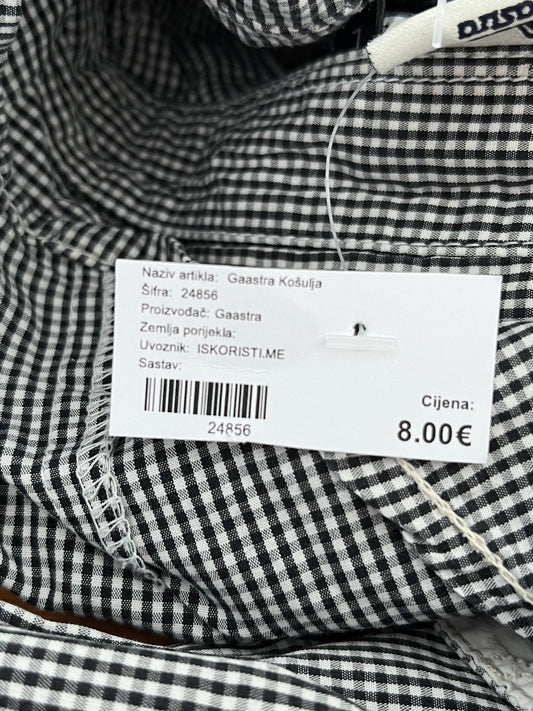 Naziv artikla: Gaastra Košulja
Šifra: 24856
Proizvođač: Gaastra
Zemlja porijekla:
Uvoznik: ISKORISTI.ME
Sastav:
24856
Cijena:
8.00€